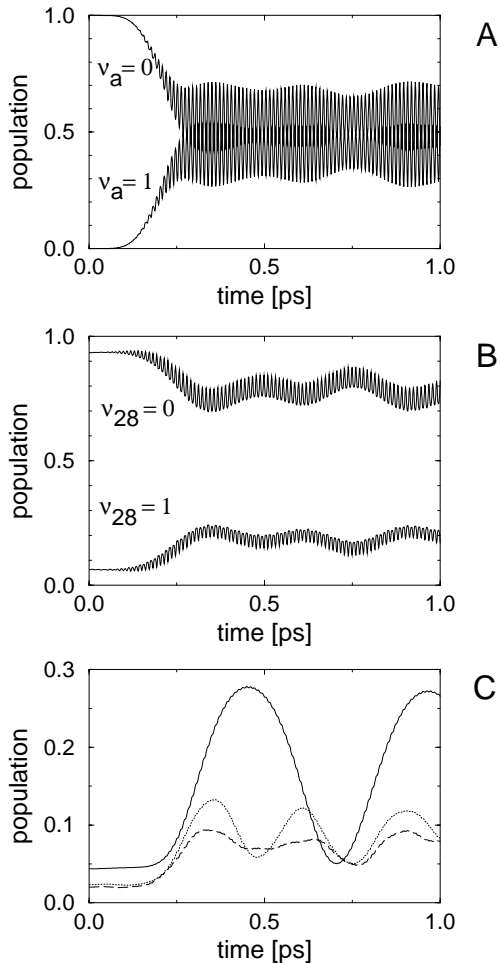 A
1.0
ν_a = 0
0.5
population
ν_a = 1
0.0
0.0 0.5 1.0
time [ps]
B
1.0
ν_28 = 0
0.5
population
ν_28 = 1
0.0
0.0 0.5 1.0
time [ps]
C
0.3
0.2
population
0.1
0.0
0.0 0.5 1.0
time [ps]